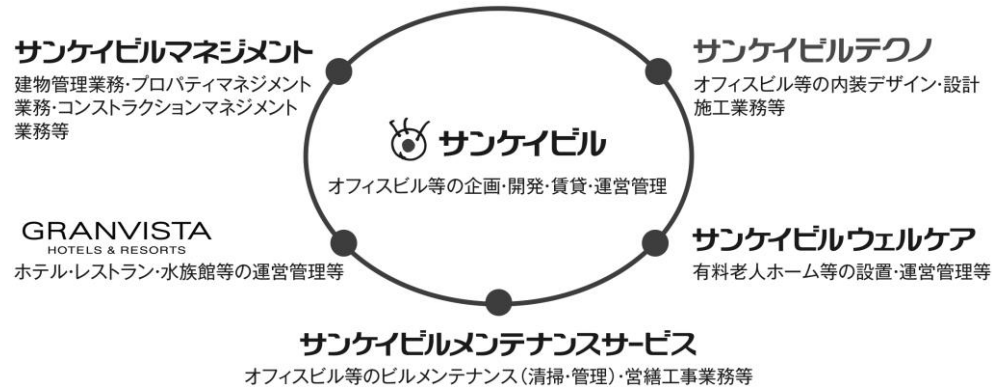 サンケイビルマネジメント
建物管理業務・プロパティマネジメント
業務・コンストラクションマネジメント
業務等
サンケイビルテクノ
オフィスビル等の内装デザイン・設計
施工業務等
サンケイビル
オフィスビル等の企画・開発・賃貸・運営管理
GRANVISTA
HOTELS & RESORTS
ホテル・レストラン・水族館等の運営管理等
サンケイビルウェルケア
有料老人ホーム等の設置・運営管理等
サンケイビルメンテナンスサービス
オフィスビル等のビルメンテナンス（清掃・管理）・営繕工事業務等